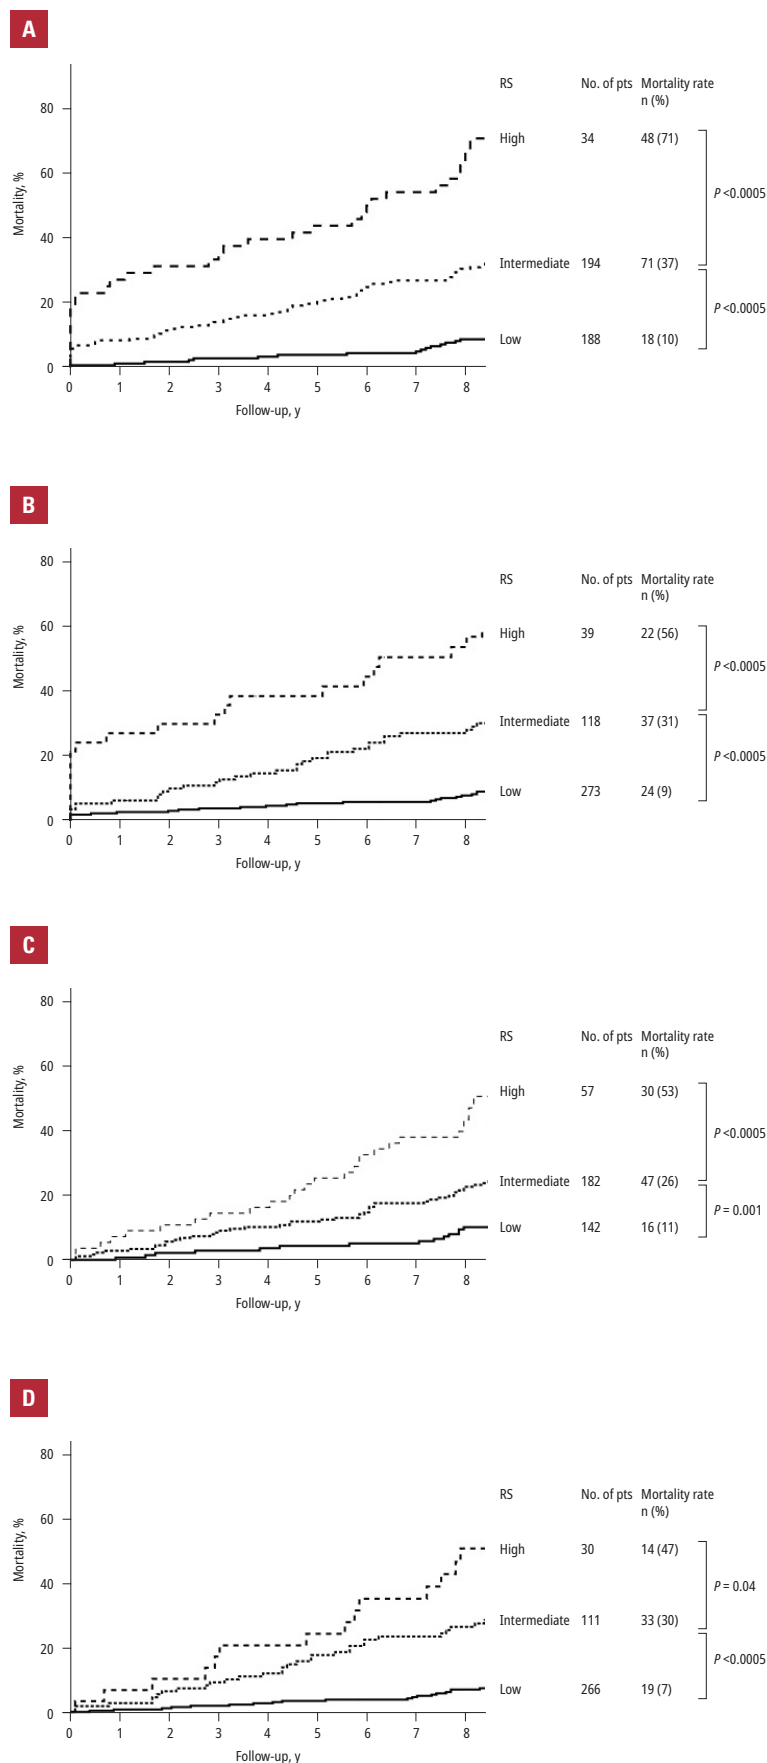 A
RS No. of pts Mortality rate
n (%)
80
High 34 48 (71)
P <0.0005
60
Mortality, %
40
Intermediate 194 71 (37)
P <0.0005
20
Low 188 18 (10)
0
0 1 2 3 4 5 6 7 8
Follow-up, y
B
80
RS No. of pts Mortality rate
n (%)
60
High 39 22 (56)
P <0.0005
Mortality, %
40
Intermediate 118 37 (31)
P <0.0005
20
Low 273 24 (9)
0
0 1 2 3 4 5 6 7 8
Follow-up, y
C
80
RS No. of pts Mortality rate
n (%)
60
High 57 30 (53)
P <0.0005
Mortality, %
40
Intermediate 182 47 (26)
P = 0.001
20
Low 142 16 (11)
0
0 1 2 3 4 5 6 7 8
Follow-up, y
D
80
RS No. of pts Mortality rate
n (%)
60
High 30 14 (47)
P = 0.04
Mortality, %
40
Intermediate 111 33 (30)
P <0.0005
20
Low 266 19 (7)
0
0 1 2 3 4 5 6 7 8
Follow-up, y